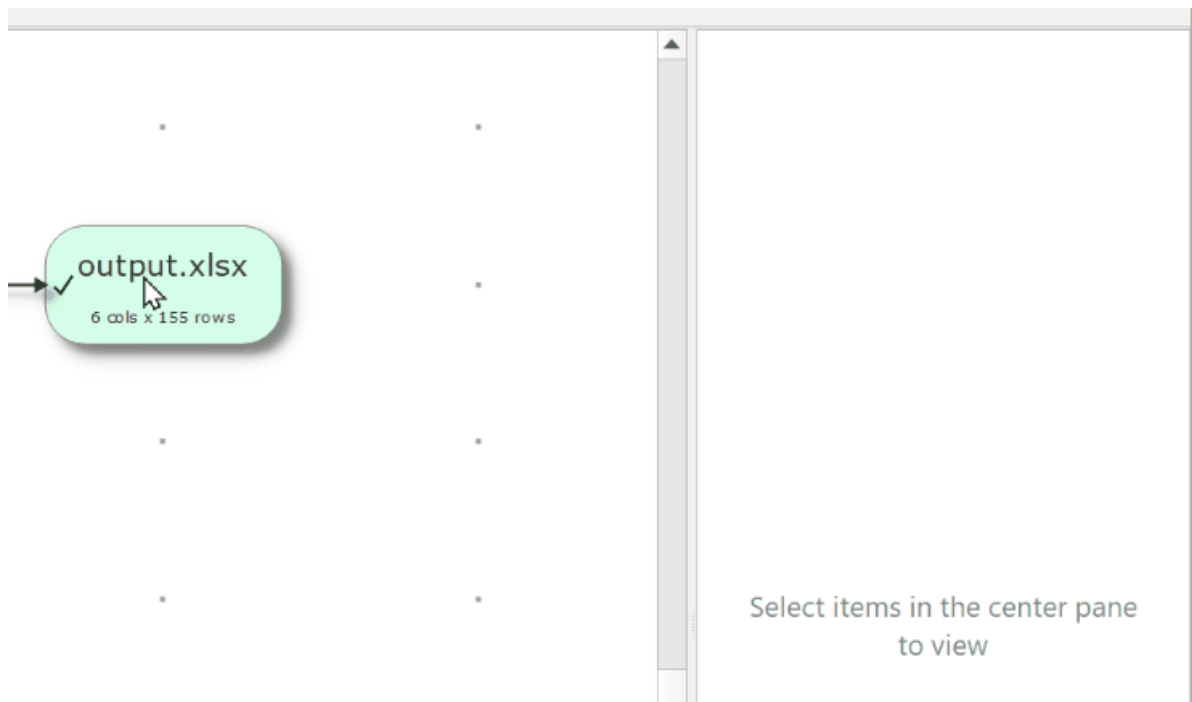 output.xlsx
6 cols x 155 rows
Select items in the center pane
to view